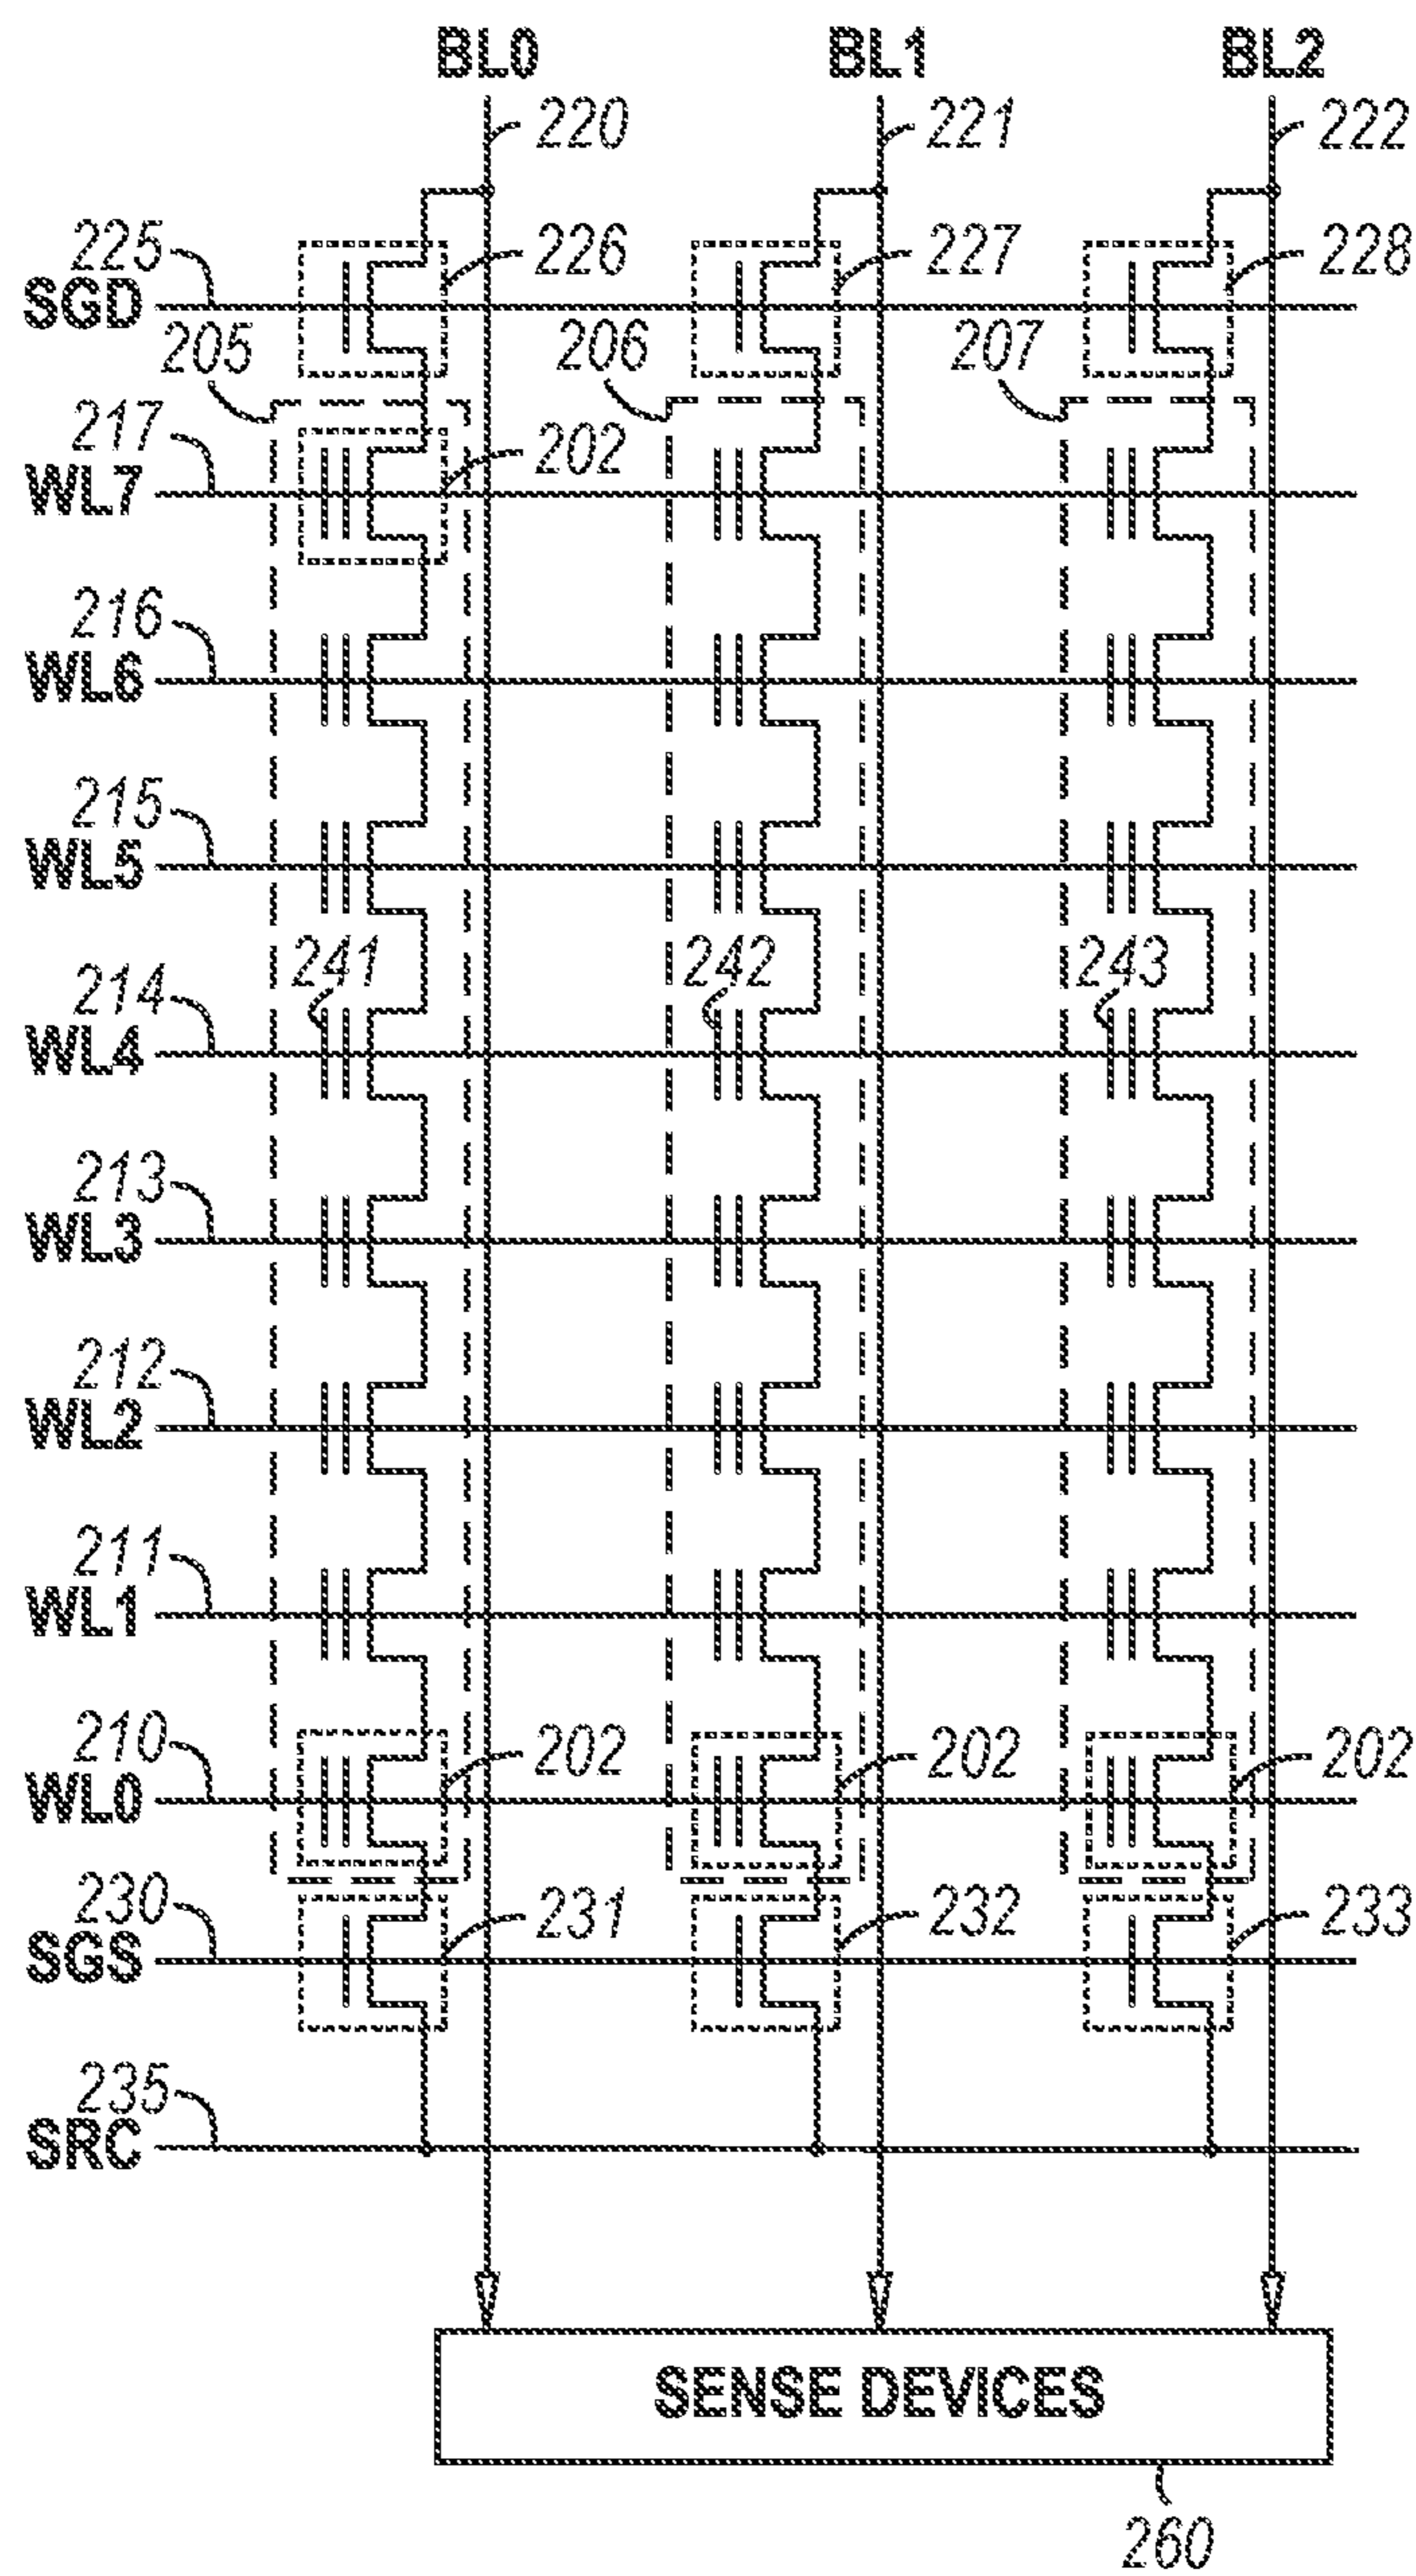 BL0 BL1 BL2
220 221 222
225 226 227 228
SGD
205 206 207
217 202
WL7
216
WL6
215
WL5
241 242 243
214
WL4
213
WL3
212
WL2
211
WL1
210 202 202 202
WL0
230 231 232 233
SGS
235
SRC
SENSE DEVICES
260